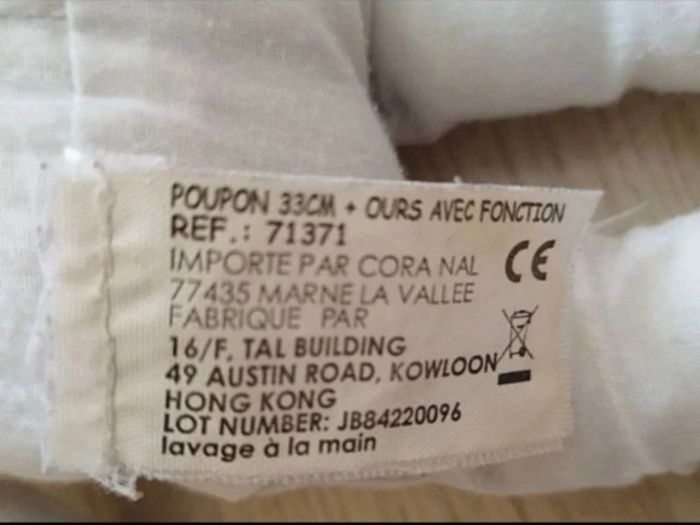 POUPON 33CM + OURS AVEC FONCTION
REF.: 71371
IMPORTE PAR CORA NAL
77435 MARNE LA VALLEE
FABRIQUE PAR
16/F, TAL BUILDING
49 AUSTIN ROAD, KOWLOON
HONG KONG
LOT NUMBER: JB84220096
lavage à la main
CE